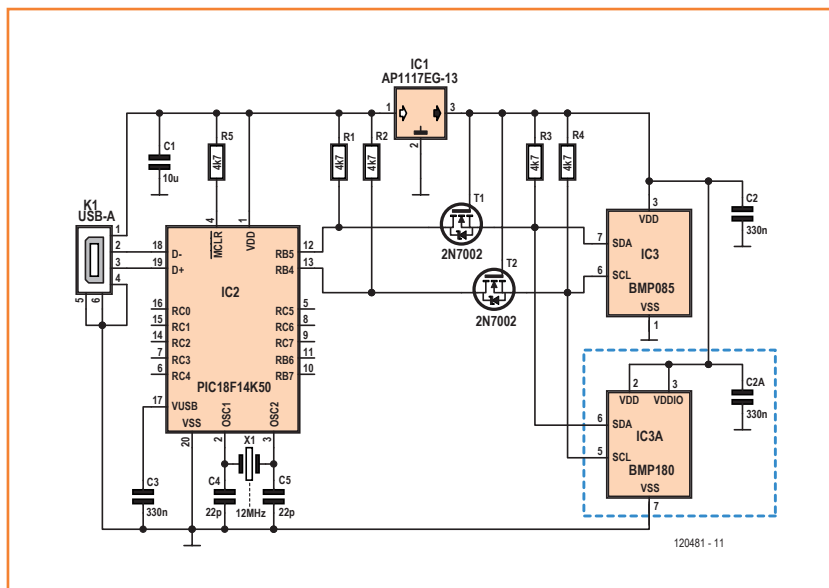 IC1
AP1117EG-13
1
3
2
R5
4k7
R1
4k7
R2
4k7
R3
4k7
R4
4k7
C1
10u
T1
2N7002
T2
2N7002
K1
USB-A
1
2
3
4
5
6
4
1
MCLR
VDD
18
D-
19
D+
RB5
12
RB4
13
IC2
16
RC0
15
RC1
14
RC2
7
RC3
6
RC4
RC5
5
RC6
8
RC7
9
RB6
11
RB7
10
PIC18F14K50
17
VUSB
VSS
OSC1
OSC2
20
2
3
X1
12MHz
C3
330n
C4
22p
C5
22p
3
VDD
7
SDA
6
SCL
IC3
BMP085
VSS
1
C2
330n
2
3
VDD
VDDIO
6
SDA
5
SCL
IC3A
BMP180
VSS
7
C2A
330n
120481 - 11